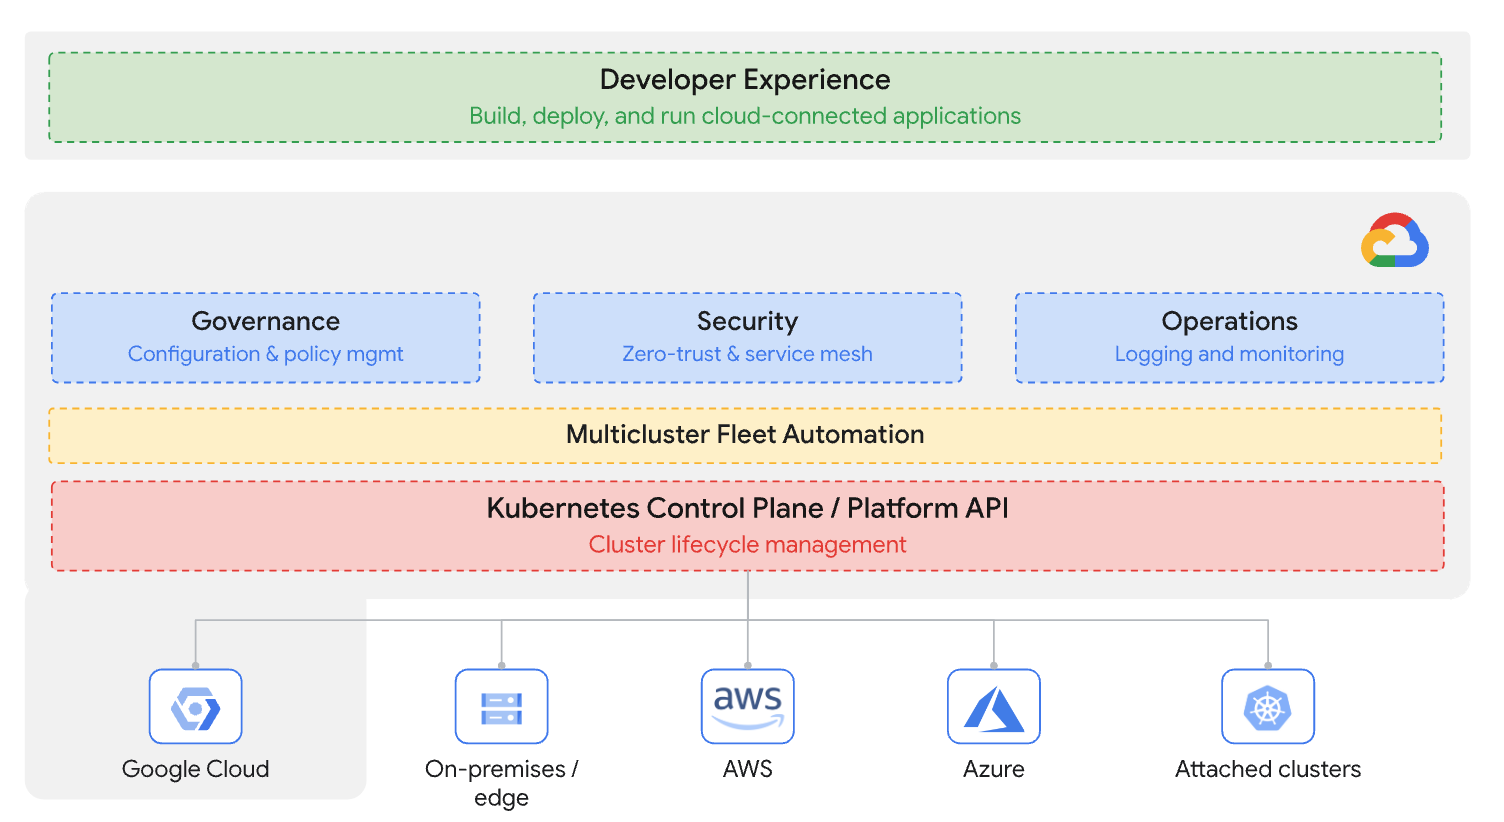 Developer Experience
Build, deploy, and run cloud-connected applications
Governance
Configuration & policy mgmt
Security
Zero-trust & service mesh
Operations
Logging and monitoring
Multicluster Fleet Automation
Kubernetes Control Plane / Platform API
Cluster lifecycle management
aws
Google Cloud
On-premises /
edge
AWS
Azure
Attached clusters